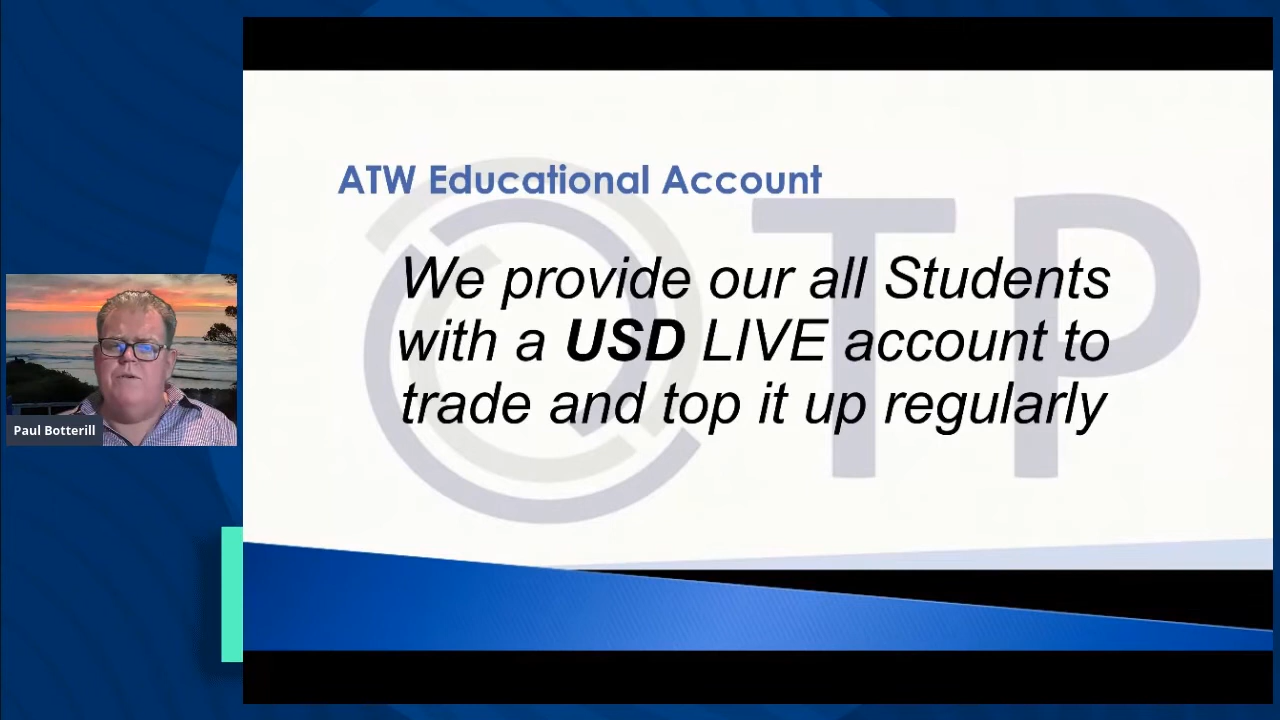 ATW Educational Account
We provide our all Students
with a USD LIVE account to
trade and top it up regularly
TP
Paul Botterill